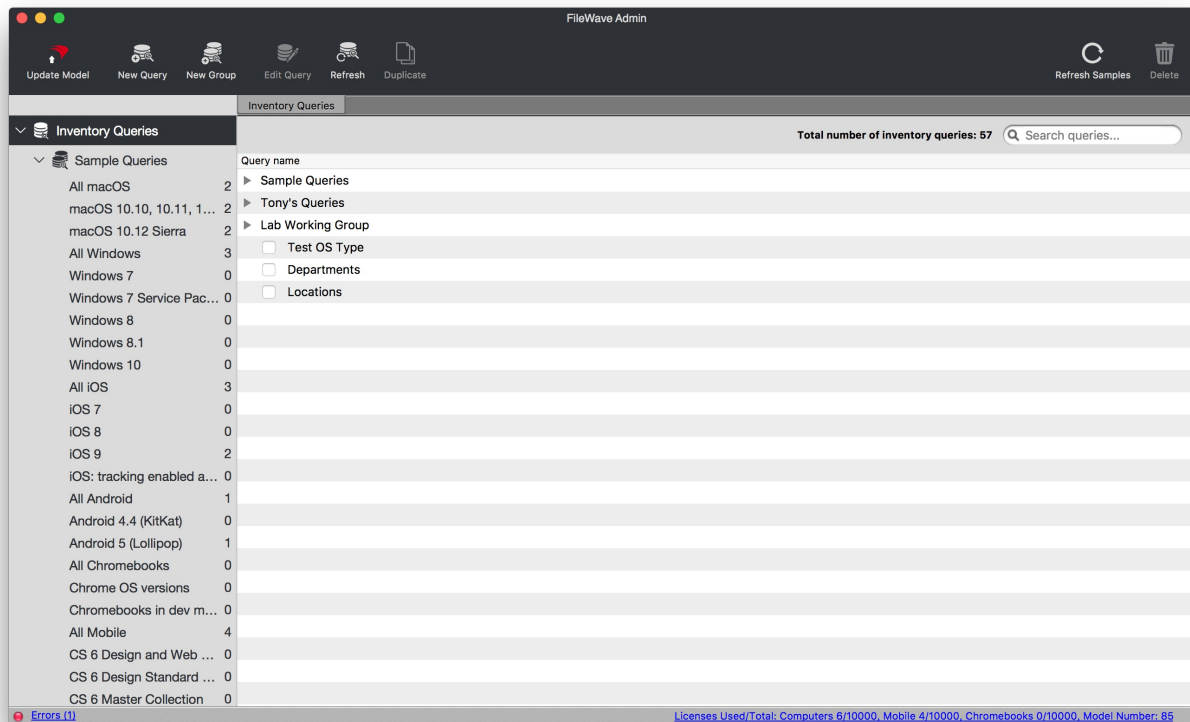 FileWave Admin
Update Model
New Query
New Group
Edit Query
Refresh
Duplicate
Refresh Samples
Delete
Inventory Queries
Inventory Queries
Total number of inventory queries: 57
Search queries...
Sample Queries
All macOS 2
macOS 10.10, 10.11, 1... 2
macOS 10.12 Sierra 2
All Windows 3
Windows 7 0
Windows 7 Service Pac... 0
Windows 8 0
Windows 8.1 0
Windows 10 0
All iOS 3
iOS 7 0
iOS 8 0
iOS 9 2
iOS: tracking enabled a... 0
All Android 1
Android 4.4 (KitKat) 0
Android 5 (Lollipop) 1
All Chromebooks 0
Chrome OS versions 0
Chromebooks in dev m... 0
All Mobile 4
CS 6 Design and Web ... 0
CS 6 Design Standard ... 0
CS 6 Master Collection 0
Query name
Sample Queries
Tony's Queries
Lab Working Group
Test OS Type
Departments
Locations
Errors (1)
Licenses Used/Total: Computers 6/10000, Mobile 4/10000, Chromebooks 0/10000, Model Number: 85